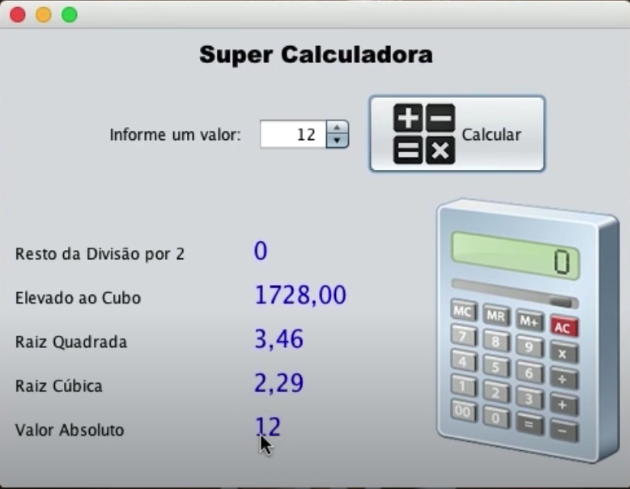 Super Calculadora
Informe um valor: 12 Calcular
Resto da Divisão por 2 0
Elevado ao Cubo 1728,00
Raiz Quadrada 3,46
Raiz Cúbica 2,29
Valor Absoluto 12
0
MC MR M+ AC
7 8 9 x
4 5 6 ÷
1 2 3 +
00 0 = −